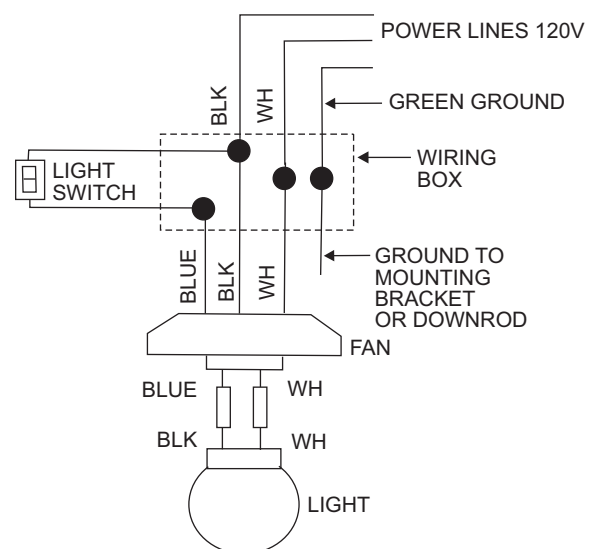 POWER LINES 120V
BLK
WH
GREEN GROUND
LIGHT
SWITCH
WIRING
BOX
BLUE
BLK
WH
GROUND TO
MOUNTING
BRACKET
OR DOWNROD
FAN
BLUE
WH
BLK
WH
LIGHT